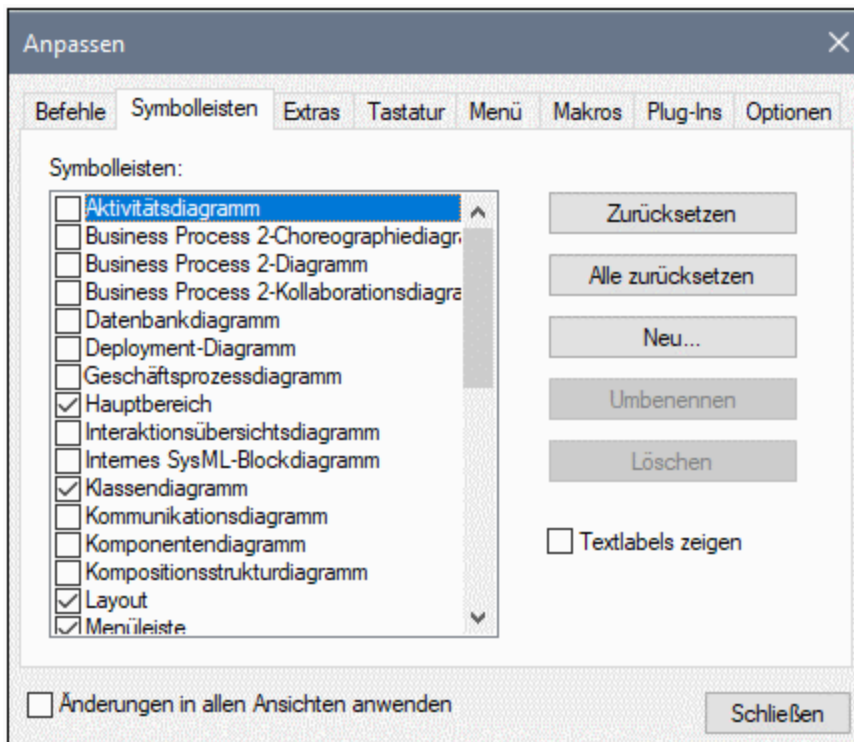 Anpassen
Befehle Symbolleisten Extras Tastatur Menü Makros Plug-Ins Optionen
Symbolleisten:
Aktivitätsdiagramm
Business Process 2-Choreographiediagra
Business Process 2-Diagramm
Business Process 2-Kollaborationsdiagra
Datenbankdiagramm
Deployment-Diagramm
Geschäftsprozessdiagramm
Hauptbereich
Interaktionsübersichtsdiagramm
Internes SysML-Blockdiagramm
Klassendiagramm
Kommunikationsdiagramm
Komponentendiagramm
Kompositionsstrukturdiagramm
Layout
Menüleiste
Zurücksetzen
Alle zurücksetzen
Neu...
Umbenennen
Löschen
Textlabels zeigen
Änderungen in allen Ansichten anwenden
Schließen